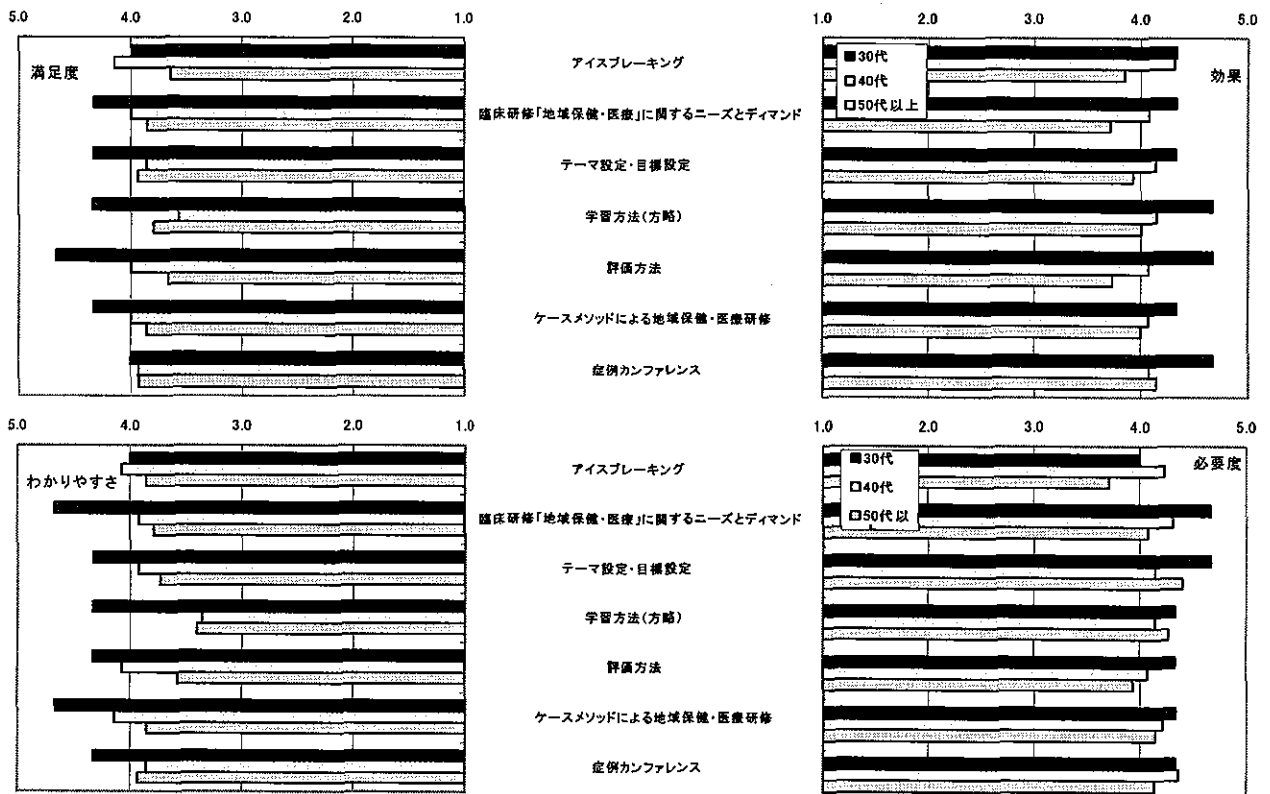 5.0 4.0 3.0 2.0 1.0
1.0 2.0 3.0 4.0 5.0
満足度
アイスブレーキング
臨床研修「地域保健・医療」に関するニーズとディマンド
テーマ設定・目標設定
学習方法(方略)
評価方法
ケースメソッドによる地域保健・医療研修
症例カンファレンス
■30代
□40代
□50代以上
効果
5.0 4.0 3.0 2.0 1.0
1.0 2.0 3.0 4.0 5.0
わかりやすさ
アイスブレーキング
臨床研修「地域保健・医療」に関するニーズとディマンド
テーマ設定・目標設定
学習方法(方略)
評価方法
ケースメソッドによる地域保健・医療研修
症例カンファレンス
■30代
□40代
□50代以
必要度